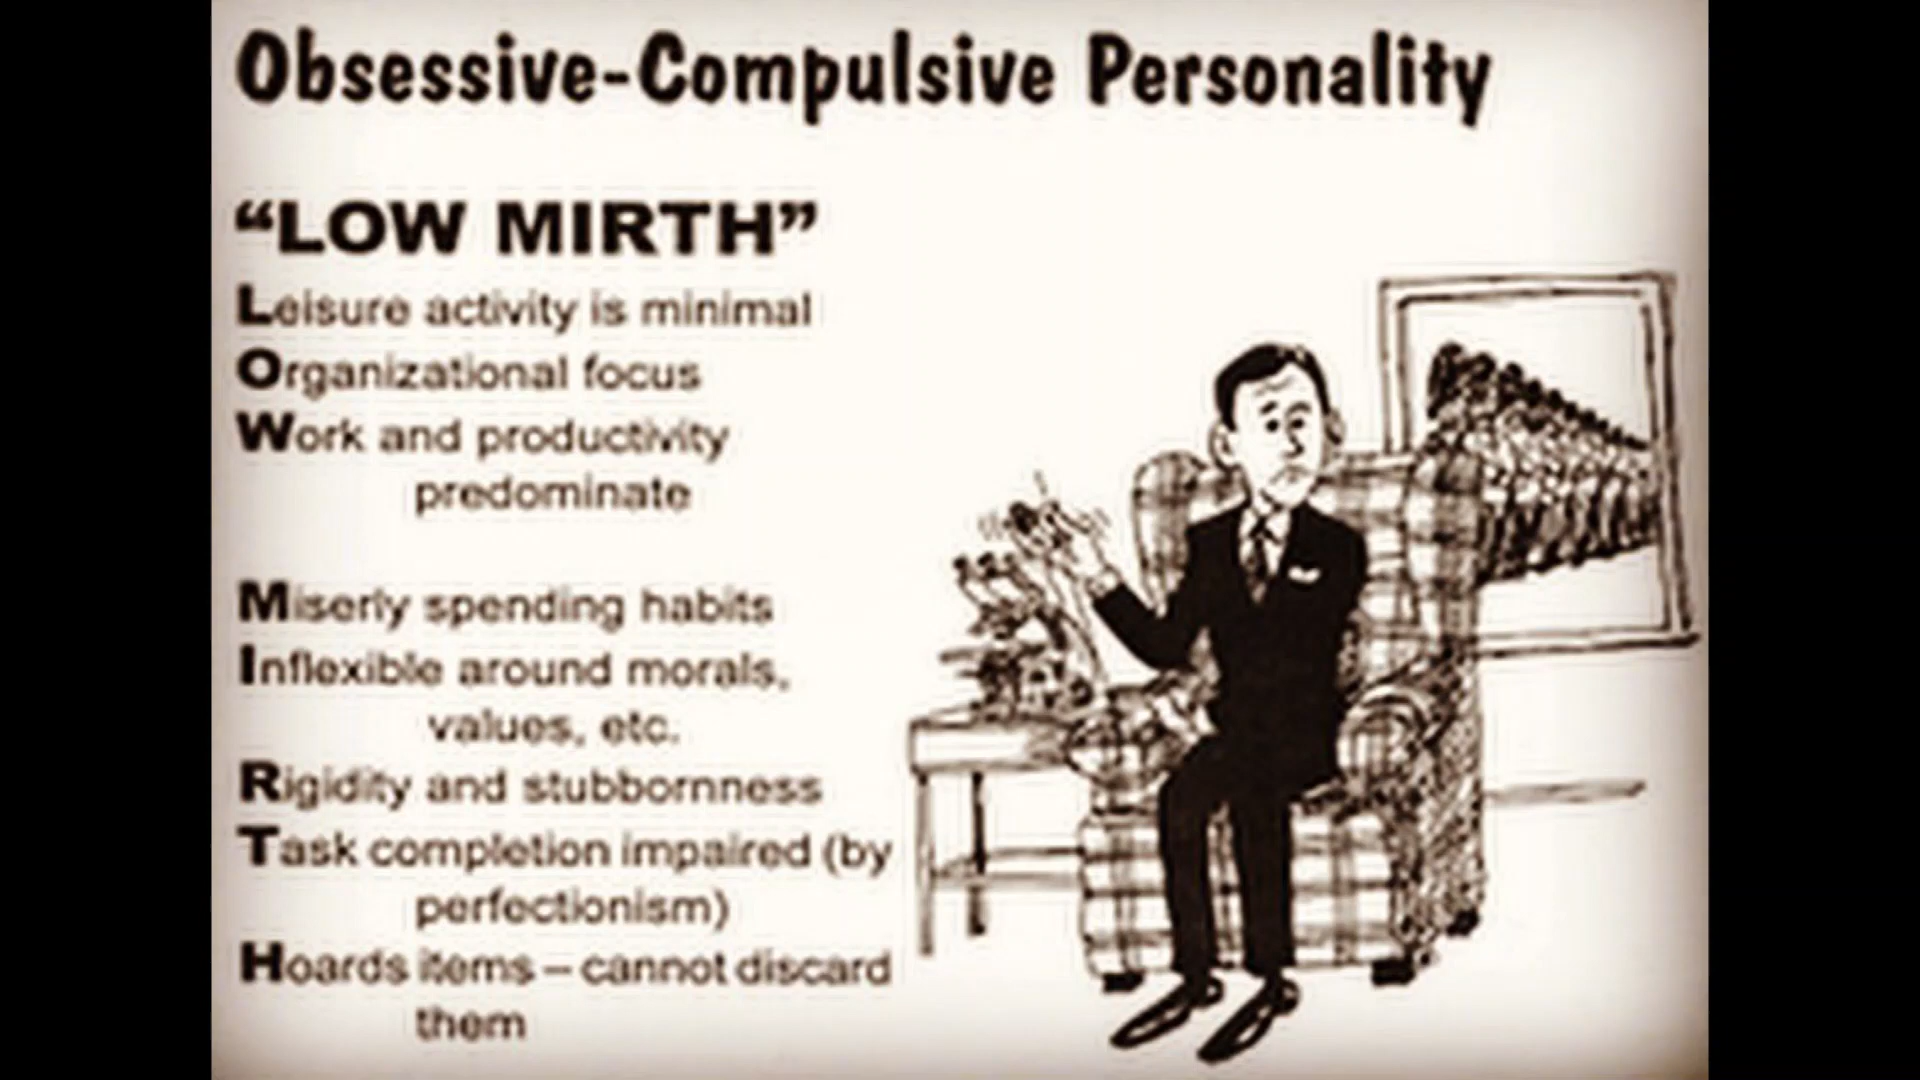 Obsessive-Compulsive Personality
“LOW MIRTH”
Leisure activity is minimal
Organizational focus
Work and productivity
predominate
Miserly spending habits
Inflexible around morals,
values, etc.
Rigidity and stubbornness
Task completion impaired (by
perfectionism)
Hoards items – cannot discard
them